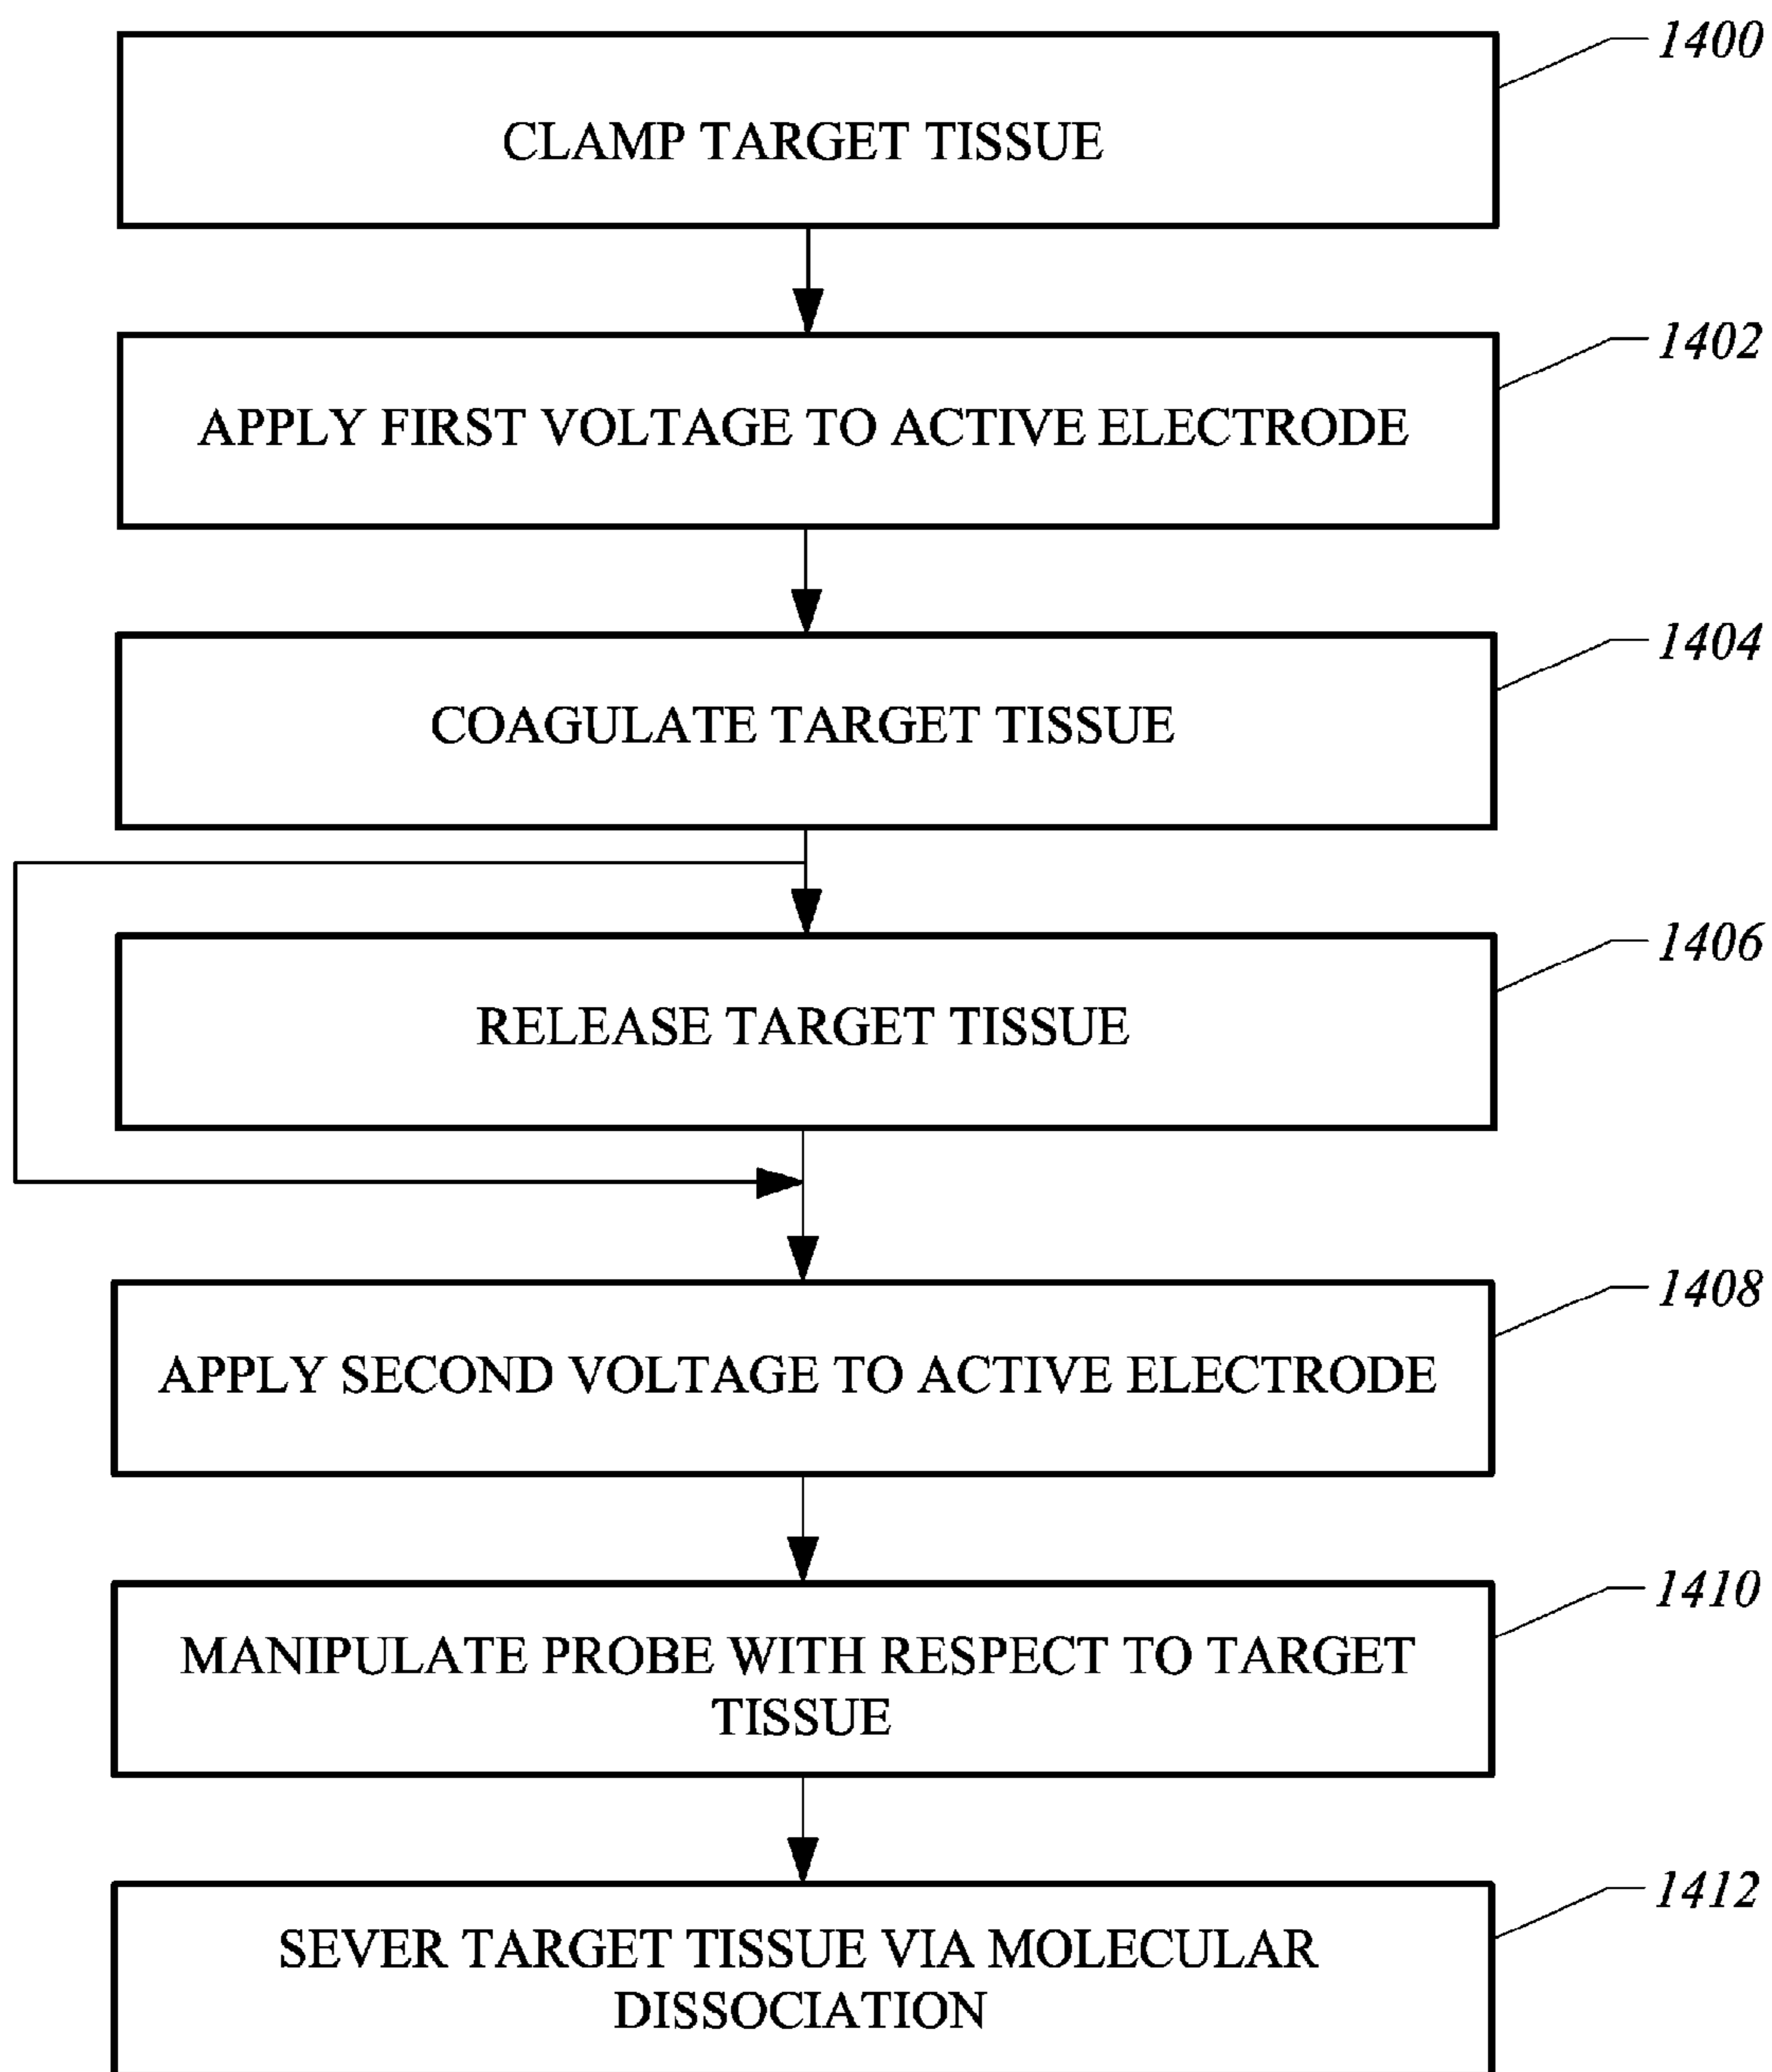 1400
CLAMP TARGET TISSUE
1402
APPLY FIRST VOLTAGE TO ACTIVE ELECTRODE
1404
COAGULATE TARGET TISSUE
1406
RELEASE TARGET TISSUE
1408
APPLY SECOND VOLTAGE TO ACTIVE ELECTRODE
1410
MANIPULATE PROBE WITH RESPECT TO TARGET
TISSUE
1412
SEVER TARGET TISSUE VIA MOLECULAR
DISSOCIATION